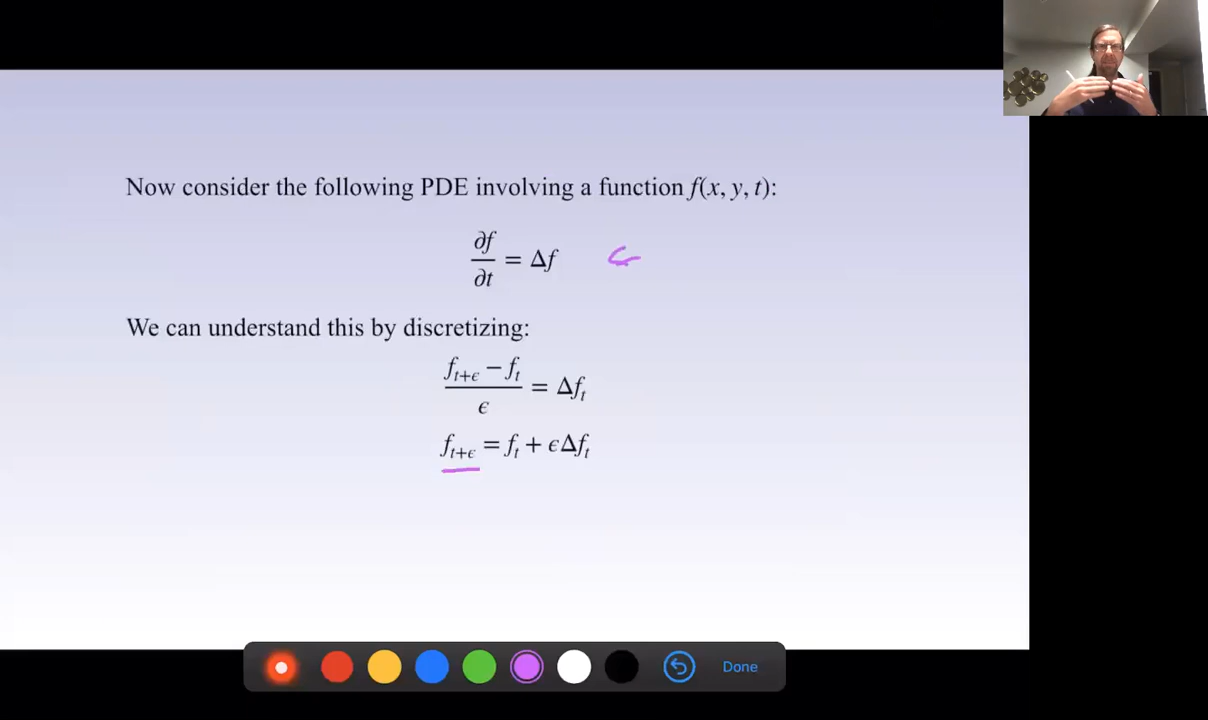 Now consider the following PDE involving a function f(x, y, t):
∂f/∂t = Δf
We can understand this by discretizing:
(f_{t+ϵ} − f_t)/ϵ = Δf_t
f_{t+ϵ} = f_t + ϵΔf_t
Done